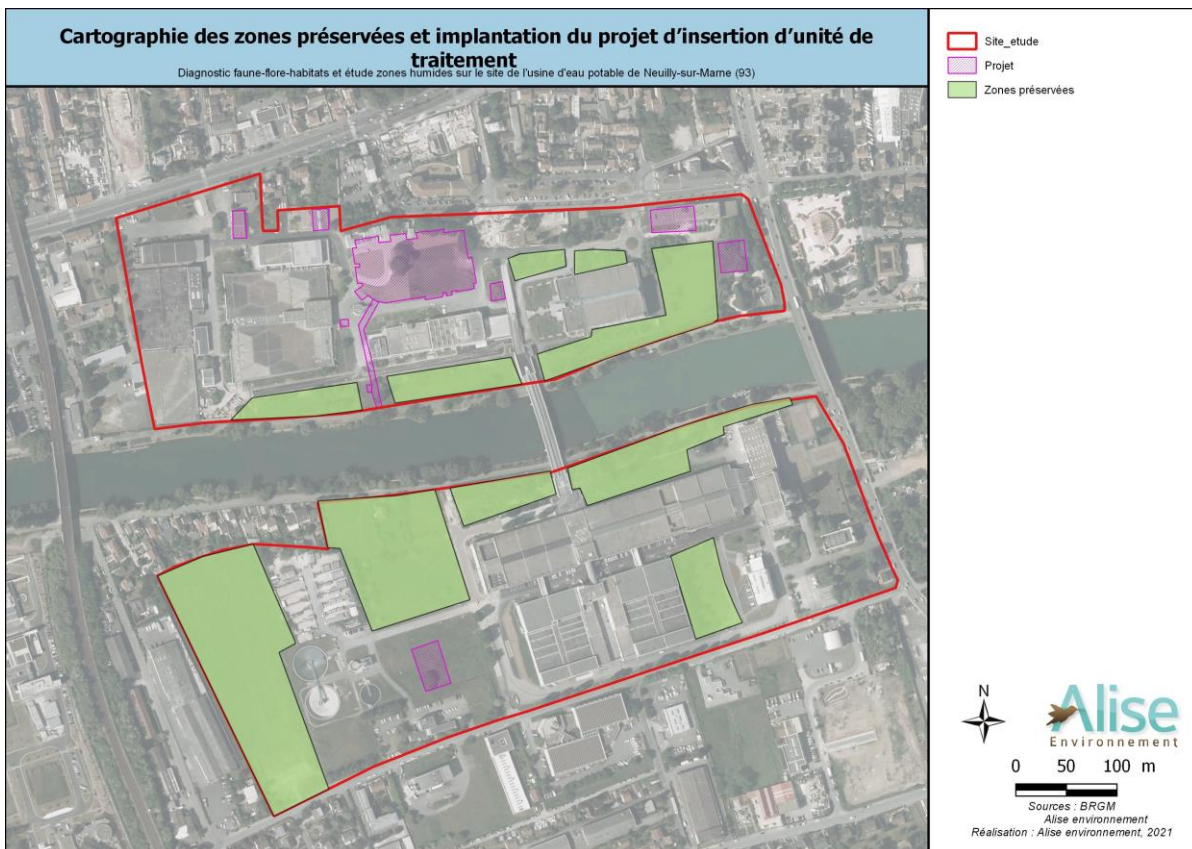 Cartographie des zones préservées et implantation du projet d'insertion d'unité de
traitement
Diagnostic faune-flore-habitats et étude zones humides sur le site de l'usine d'eau potable de Neuilly-sur-Marne (93)
Site_etude
Projet
Zones préservées
N
Alise
Environnement
0 50 100 m
Sources : BRGM
Alise environnement
Réalisation : Alise environnement, 2021